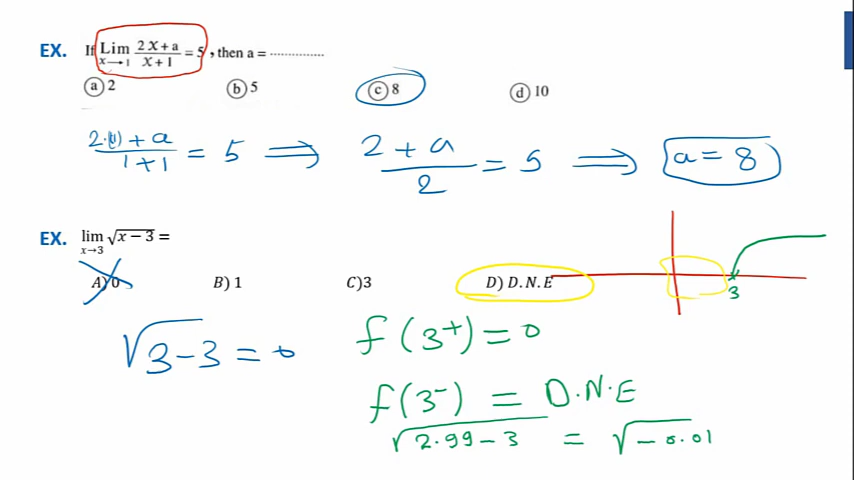 EX. If Lim x→1 2X+a / X+1 = 5 , then a = ..............
ⓐ 2 ⓑ 5 ⓒ 8 ⓓ 10
2·(1) + a / 1+1 = 5 ⟹ 2 + a / 2 = 5 ⟹ a = 8
EX. lim x→3 √x − 3 =
A) 0 B) 1 C)3 D) D.N.E
3
√3-3 = 0 f (3⁺) = 0
f(3⁻) = D.N.E
√2.99-3 = √-0.01